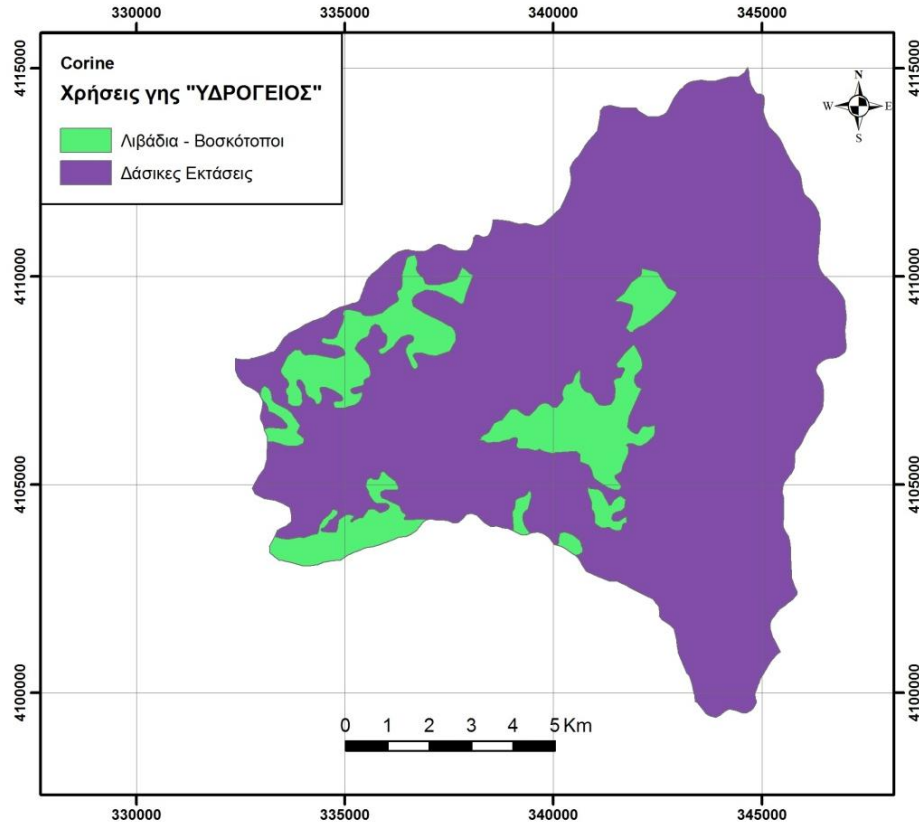 330000 335000 340000 345000
Corine
Χρήσεις γης "ΥΔΡΟΓΕΙΟΣ"
Λιβάδια - Βοσκότοποι
Δάσικες Εκτάσεις
N
W E
S
4115000 4115000
4110000 4110000
4105000 4105000
4100000 4100000
0 1 2 3 4 5 Km
330000 335000 340000 345000